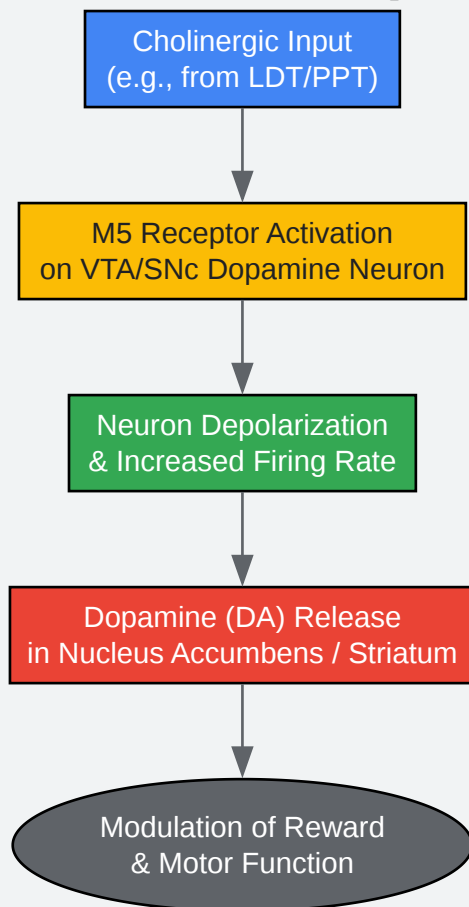 Cholinergic Input
(e.g., from LDT/PPT)
M5 Receptor Activation
on VTA/SNc Dopamine Neuron
Neuron Depolarization
& Increased Firing Rate
Dopamine (DA) Release
in Nucleus Accumbens / Striatum
Modulation of Reward
& Motor Function